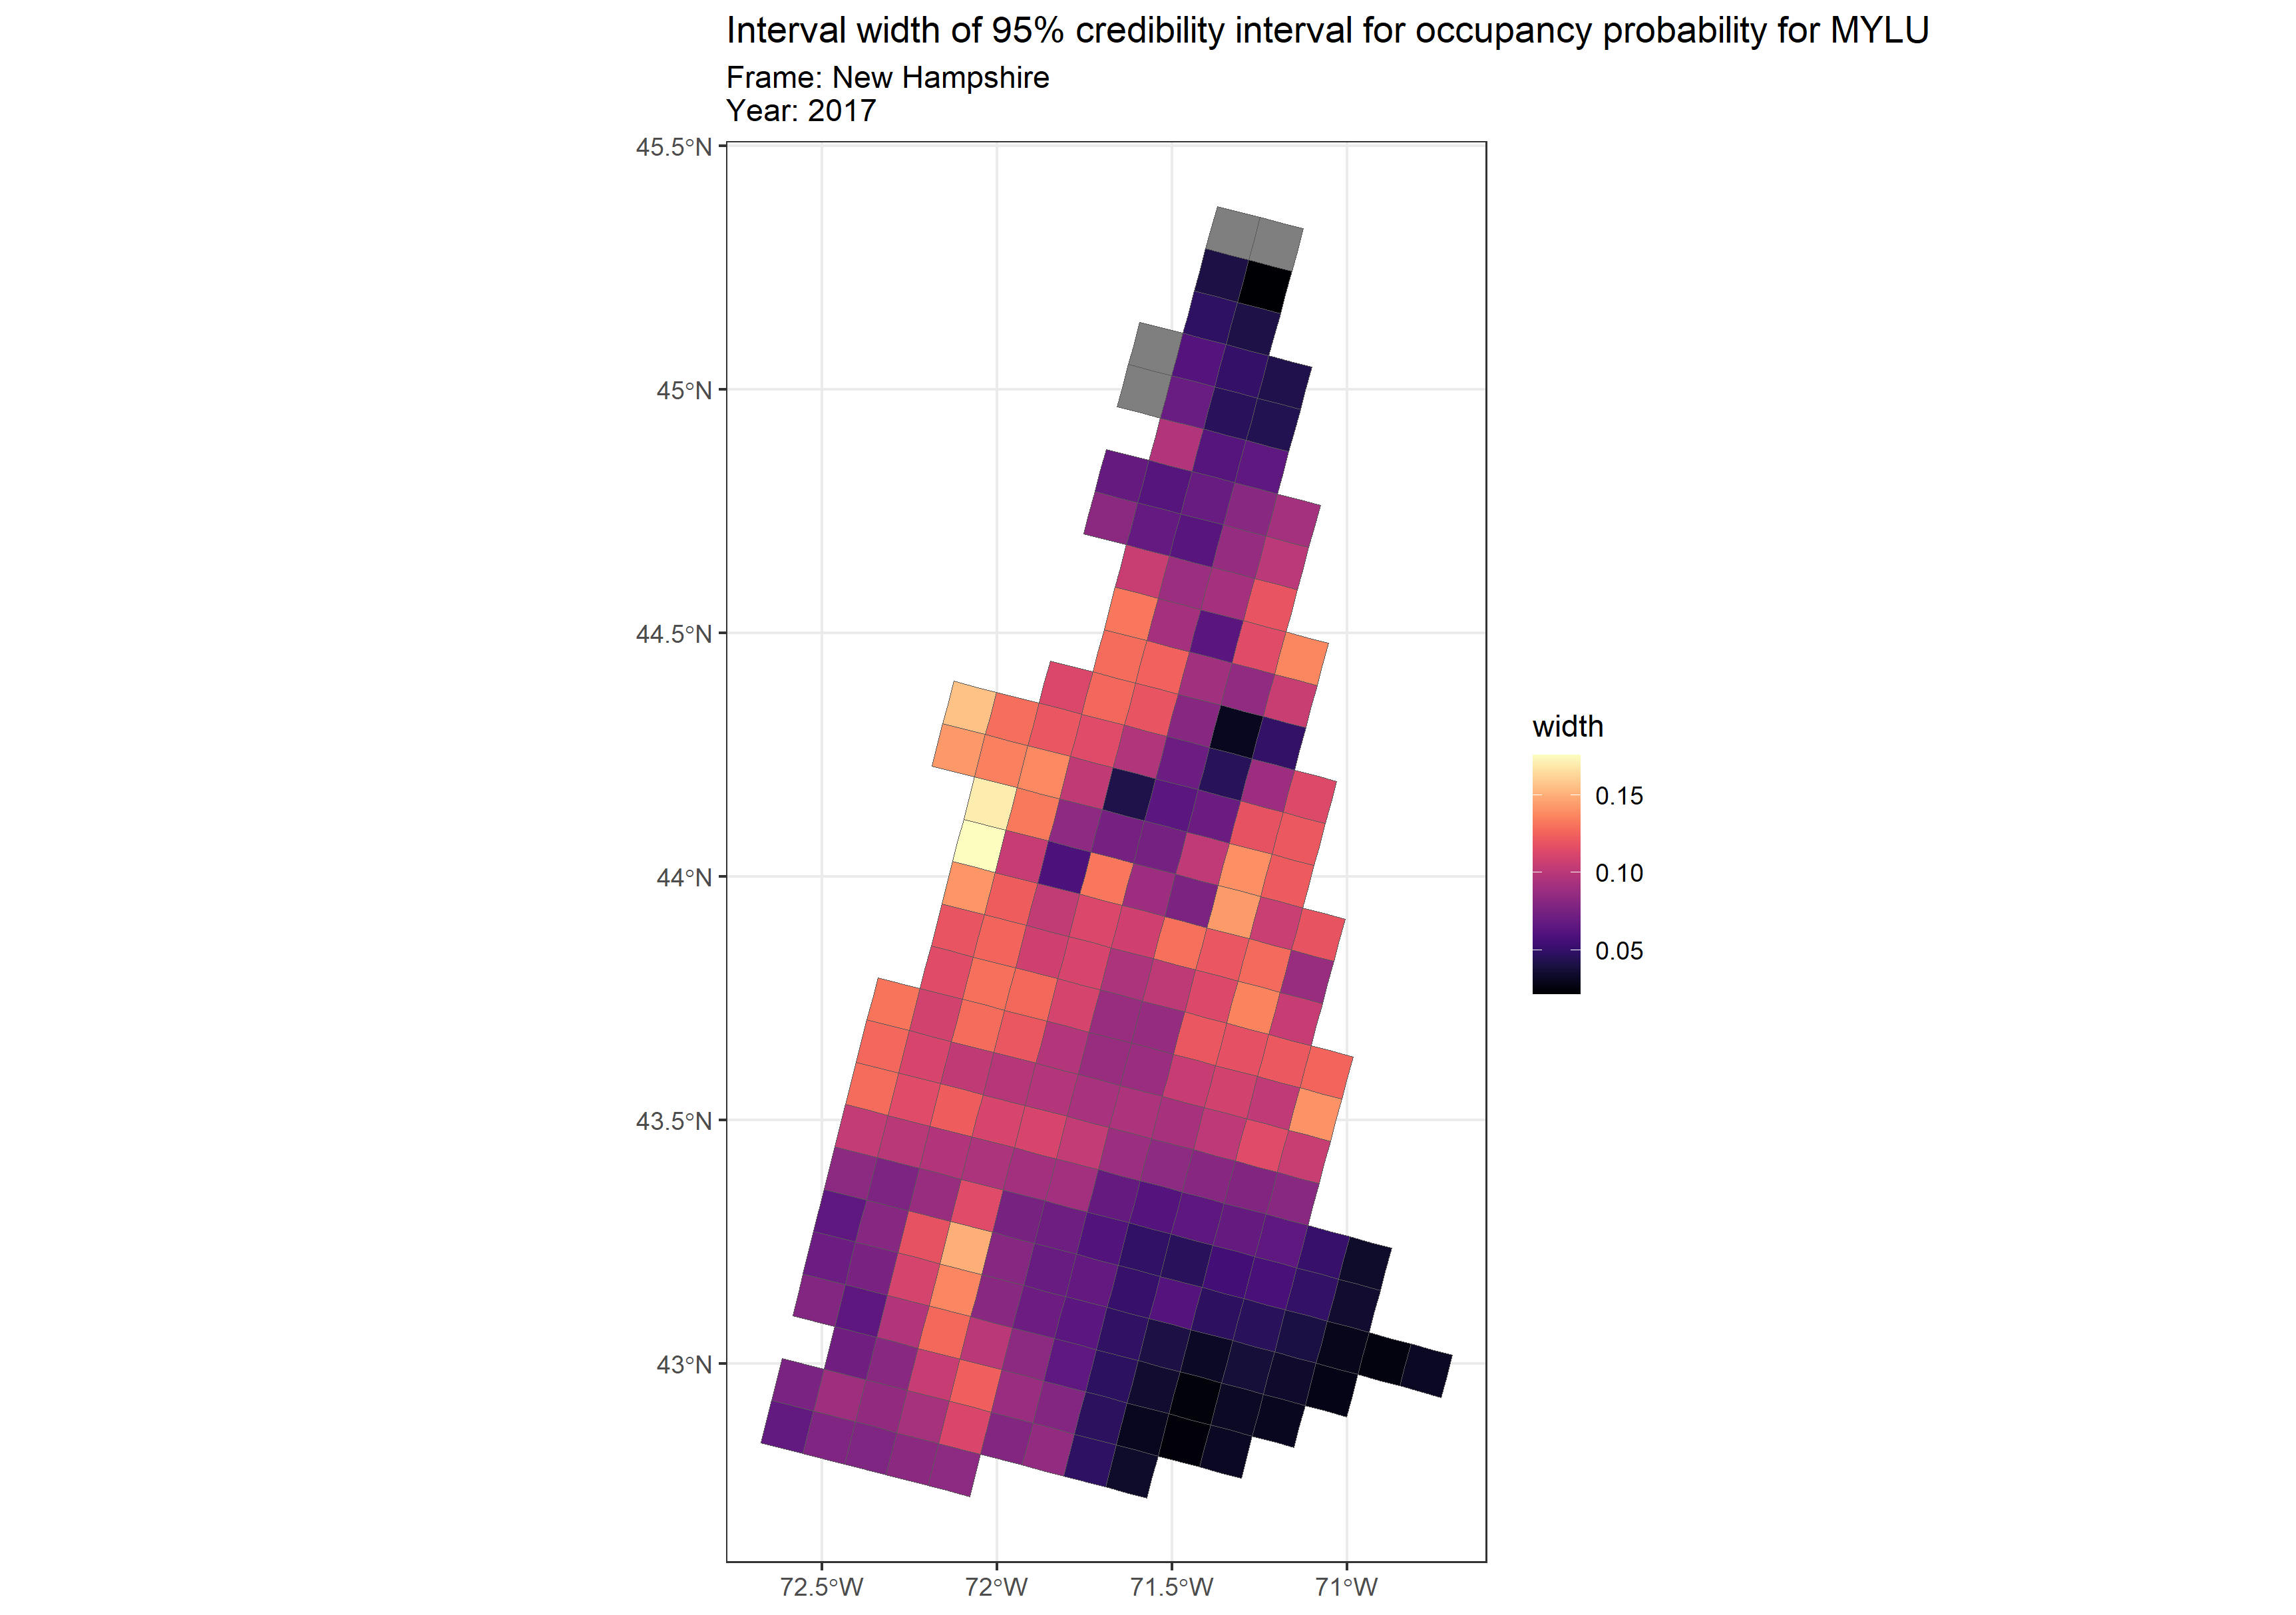 Interval width of 95% credibility interval for occupancy probability for MYLU
Frame: New Hampshire
Year: 2017
45.5°N
45°N
44.5°N
44°N
43.5°N
43°N
72.5°W
72°W
71.5°W
71°W
width
0.15
0.10
0.05